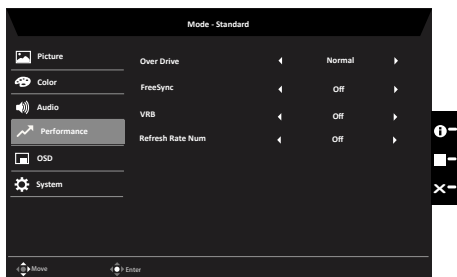 Mode - Standard
Picture
Color
Audio
Performance
OSD
System
Over Drive Normal
FreeSync Off
VRB Off
Refresh Rate Num Off
Move Enter